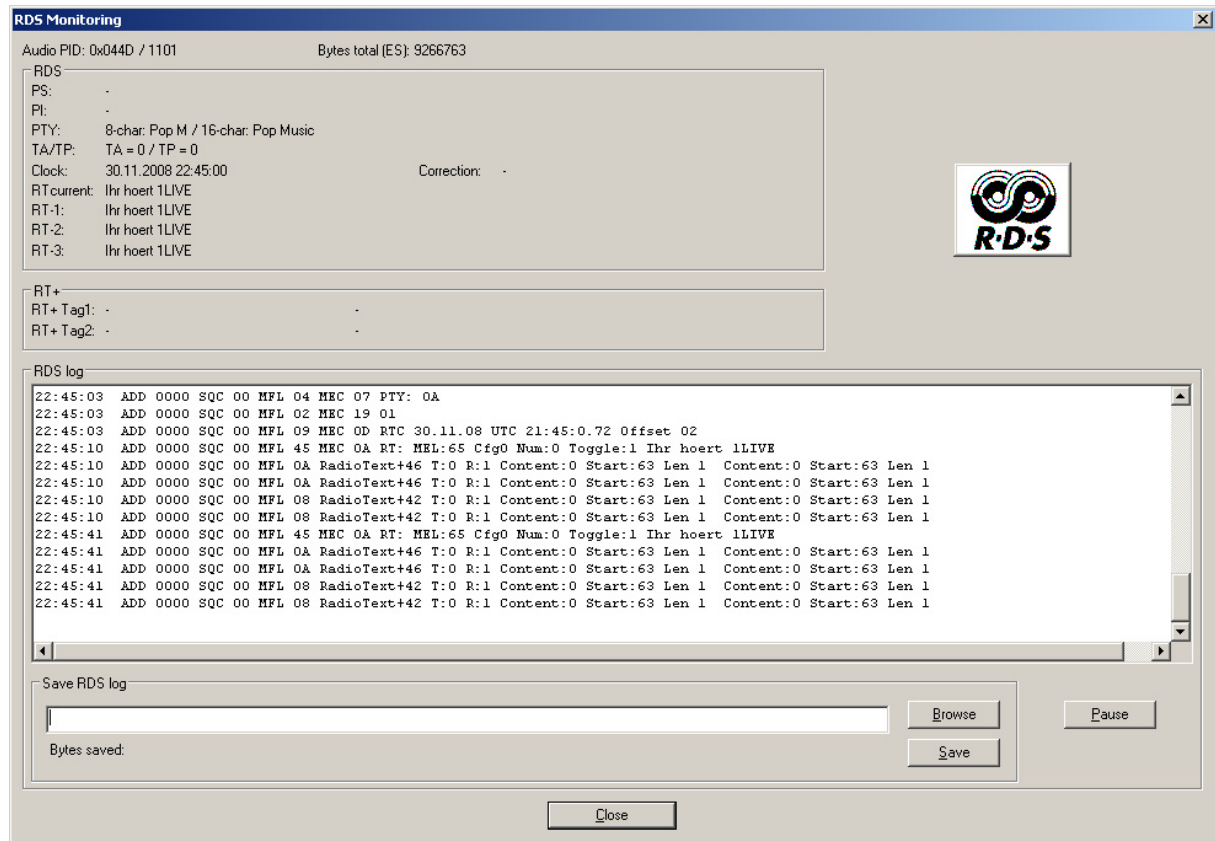 RDS Monitoring
Audio PID: 0x044D / 1101 Bytes total (ES): 9266763
RDS
PS: -
PI: -
PTY: 8-char: Pop M / 16-char: Pop Music
TA/TP: TA = 0 / TP = 0
Clock: 30.11.2008 22:45:00 Correction: -
RT current: Ihr hoert 1LIVE
RT-1: Ihr hoert 1LIVE
RT-2: Ihr hoert 1LIVE
RT-3: Ihr hoert 1LIVE
R·D·S
RT+
RT+ Tag1: - -
RT+ Tag2: - -
RDS log
22:45:03 ADD 0000 SQC 00 MFL 04 MEC 07 PTY: 0A
22:45:03 ADD 0000 SQC 00 MFL 02 MEC 19 01
22:45:03 ADD 0000 SQC 00 MFL 09 MEC 0D RTC 30.11.08 UTC 21:45:0.72 Offset 02
22:45:10 ADD 0000 SQC 00 MFL 45 MEC 0A RT: MEL:65 Cfg0 Num:0 Toggle:1 Ihr hoert 1LIVE
22:45:10 ADD 0000 SQC 00 MFL 0A RadioText+46 T:0 R:1 Content:0 Start:63 Len 1 Content:0 Start:63 Len 1
22:45:10 ADD 0000 SQC 00 MFL 0A RadioText+46 T:0 R:1 Content:0 Start:63 Len 1 Content:0 Start:63 Len 1
22:45:10 ADD 0000 SQC 00 MFL 08 RadioText+42 T:0 R:1 Content:0 Start:63 Len 1 Content:0 Start:63 Len 1
22:45:10 ADD 0000 SQC 00 MFL 08 RadioText+42 T:0 R:1 Content:0 Start:63 Len 1 Content:0 Start:63 Len 1
22:45:41 ADD 0000 SQC 00 MFL 45 MEC 0A RT: MEL:65 Cfg0 Num:0 Toggle:1 Ihr hoert 1LIVE
22:45:41 ADD 0000 SQC 00 MFL 0A RadioText+46 T:0 R:1 Content:0 Start:63 Len 1 Content:0 Start:63 Len 1
22:45:41 ADD 0000 SQC 00 MFL 0A RadioText+46 T:0 R:1 Content:0 Start:63 Len 1 Content:0 Start:63 Len 1
22:45:41 ADD 0000 SQC 00 MFL 08 RadioText+42 T:0 R:1 Content:0 Start:63 Len 1 Content:0 Start:63 Len 1
22:45:41 ADD 0000 SQC 00 MFL 08 RadioText+42 T:0 R:1 Content:0 Start:63 Len 1 Content:0 Start:63 Len 1
Save RDS log
Browse
Pause
Bytes saved:
Save
Close